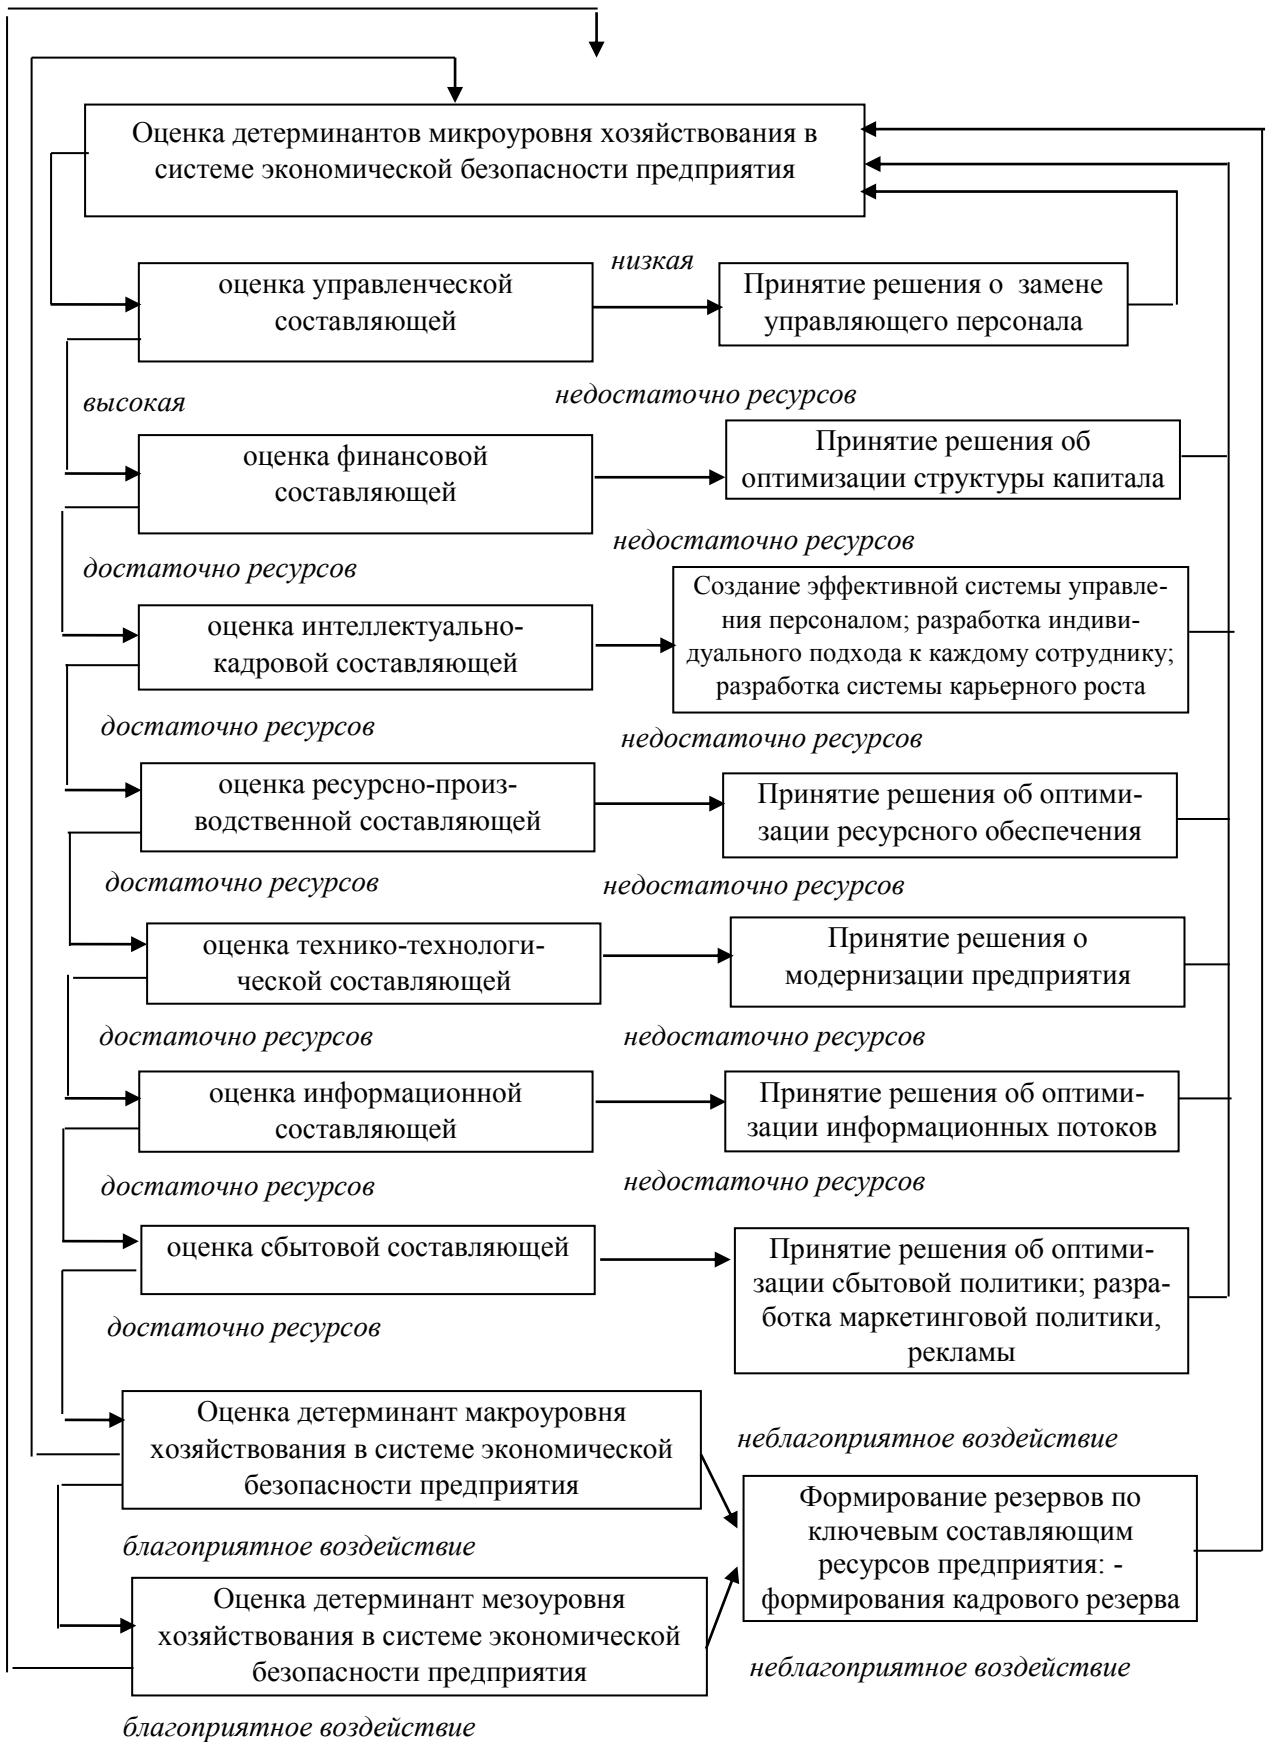 Оценка детерминантов микроуровня хозяйствования в
системе экономической безопасности предприятия
низкая
оценка управленческой
составляющей
Принятие решения о замене
управляющего персонала
высокая
недостаточно ресурсов
оценка финансовой
составляющей
Принятие решения об
оптимизации структуры капитала
достаточно ресурсов
недостаточно ресурсов
оценка интеллектуально-
кадровой составляющей
Создание эффективной системы управле-
ния персоналом; разработка индиви-
дуального подхода к каждому сотруднику;
разработка системы карьерного роста
достаточно ресурсов
недостаточно ресурсов
оценка ресурсно-произ-
водственной составляющей
Принятие решения об оптими-
зации ресурсного обеспечения
достаточно ресурсов
недостаточно ресурсов
оценка технико-технологи-
ческой составляющей
Принятие решения о
модернизации предприятия
достаточно ресурсов
недостаточно ресурсов
оценка информационной
составляющей
Принятие решения об оптими-
зации информационных потоков
достаточно ресурсов
недостаточно ресурсов
оценка сбытовой составляющей
Принятие решения об оптими-
зации сбытовой политики; разра-
ботка маркетинговой политики,
рекламы
достаточно ресурсов
Оценка детерминант макроуровня
хозяйствования в системе экономической
безопасности предприятия
неблагоприятное воздействие
Формирование резервов по
ключевым составляющим
ресурсов предприятия: -
формирования кадрового резерва
благоприятное воздействие
Оценка детерминант мезоуровня
хозяйствования в системе экономической
безопасности предприятия
неблагоприятное воздействие
благоприятное воздействие